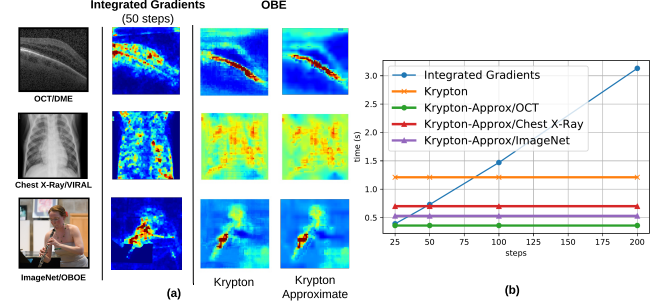 Integrated Gradients
(50 steps)
OBE
OCT/DME
Chest X-Ray/VIRAL
ImageNet/OBOE
Krypton
Krypton
Approximate
(a)
Integrated Gradients
Krypton
Krypton-Approx/OCT
Krypton-Approx/Chest X-Ray
Krypton-Approx/ImageNet
time (s)
3.0
2.5
2.0
1.5
1.0
0.5
25
50
75
100
125
150
175
200
steps
(b)